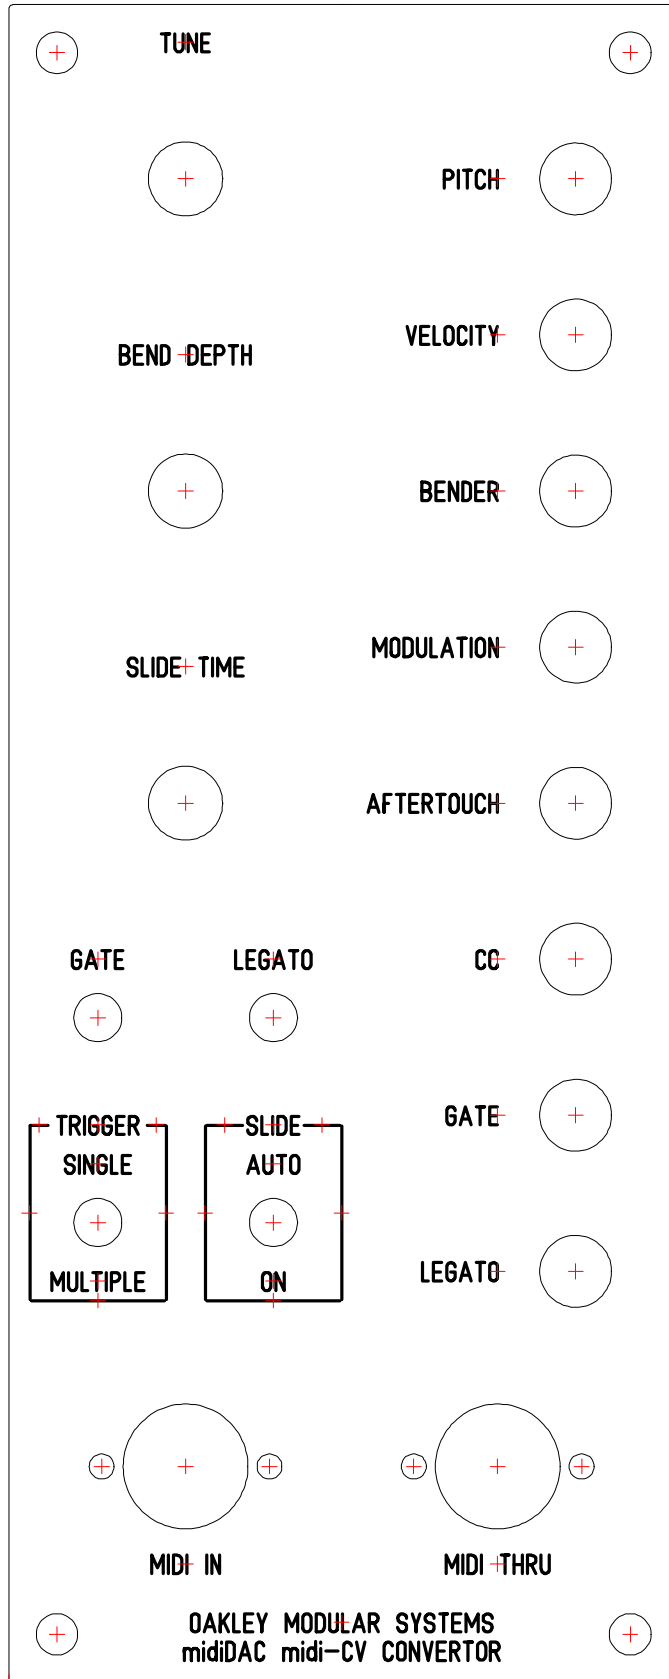 TUNE
PITCH
VELOCITY
BEND DEPTH
BENDER
MODULATION
SLIDE TIME
AFTERTOUCH
GATE
LEGATO
CC
TRIGGER
SINGLE
MULTIPLE
SLIDE
AUTO
ON
GATE
LEGATO
MIDI IN
MIDI THRU
OAKLEY MODULAR SYSTEMS
midiDAC midi-CV CONVERTOR